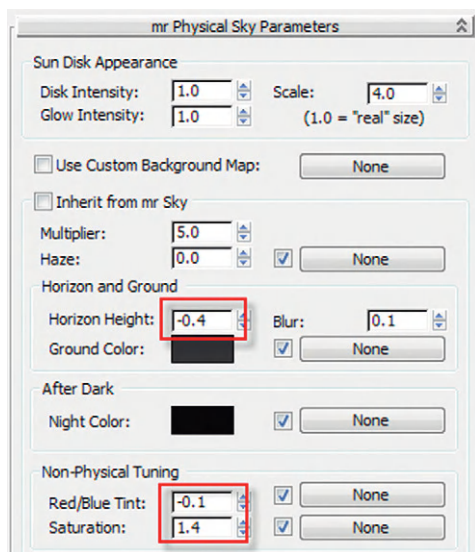 mr Physical Sky Parameters
Sun Disk Appearance
Disk Intensity: 1.0 Scale: 4.0
Glow Intensity: 1.0 (1.0 = "real" size)
Use Custom Background Map: None
Inherit from mr Sky
Multiplier: 5.0
Haze: 0.0 None
Horizon and Ground
Horizon Height: -0.4 Blur: 0.1
Ground Color: None
After Dark
Night Color: None
Non-Physical Tuning
Red/Blue Tint: -0.1 None
Saturation: 1.4 None